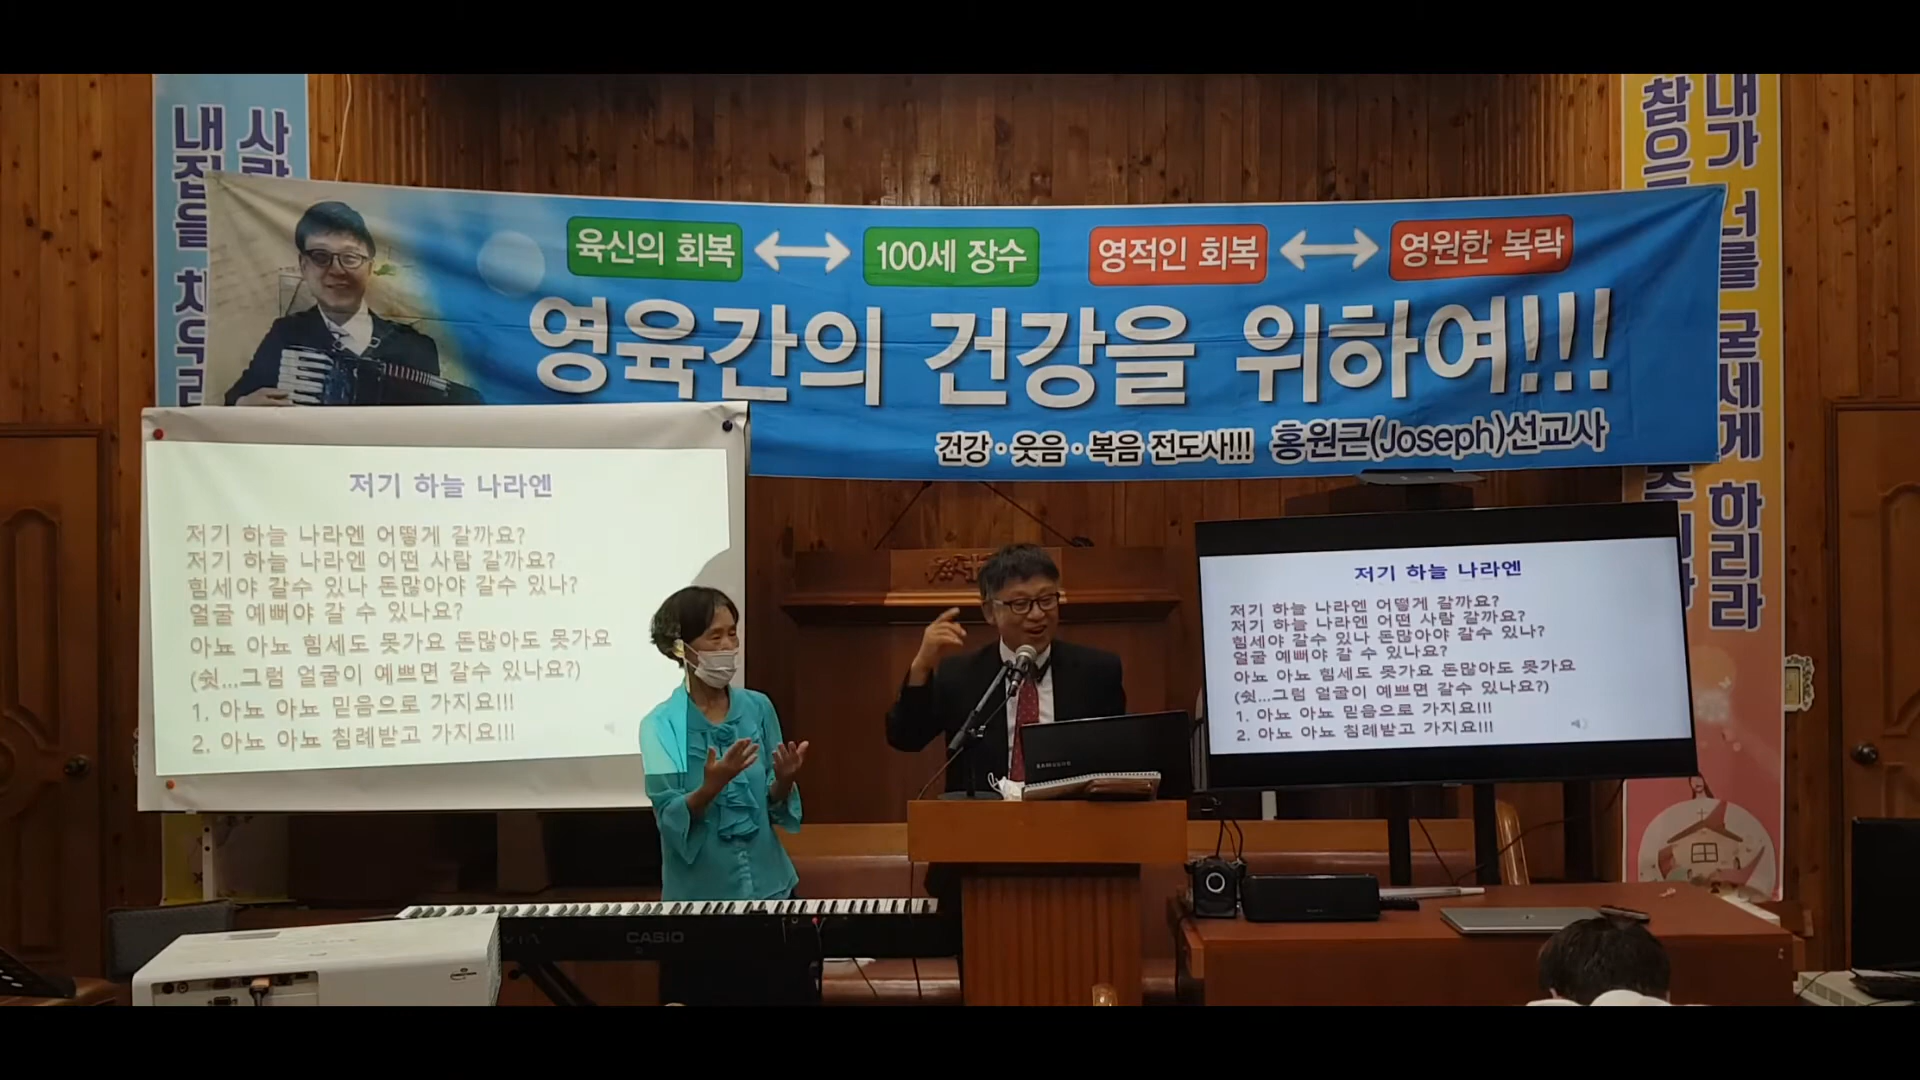 사랑
내 집을 채우라
육신의 회복
100세 장수
영적인 회복
영원한 복락
영육간의 건강을 위하여!!!
건강·웃음·복음 전도사!!! 홍원근(Joseph)선교사
내가 너를 굳세게 하리라
참으
저기 하늘 나라엔
저기 하늘 나라엔 어떻게 갈까요?
저기 하늘 나라엔 어떤 사람 갈까요?
힘세야 갈수 있나 돈많아야 갈수 있나?
얼굴 예뻐야 갈 수 있나요?
아뇨 아뇨 힘세도 못가요 돈많아도 못가요
(쉿...그럼 얼굴이 예쁘면 갈수 있나요?)
1. 아뇨 아뇨 믿음으로 가지요!!!
2. 아뇨 아뇨 침례받고 가지요!!!
저기 하늘 나라엔
저기 하늘 나라엔 어떻게 갈까요?
저기 하늘 나라엔 어떤 사람 갈까요?
힘세야 갈수 있나 돈많아야 갈수 있나?
얼굴 예뻐야 갈 수 있나요?
아뇨 아뇨 힘세도 못가요 돈많아도 못가요
(쉿...그럼 얼굴이 예쁘면 갈수 있나요?)
1. 아뇨 아뇨 믿음으로 가지요!!!
2. 아뇨 아뇨 침례받고 가지요!!!
SAMSUNG
CASIO